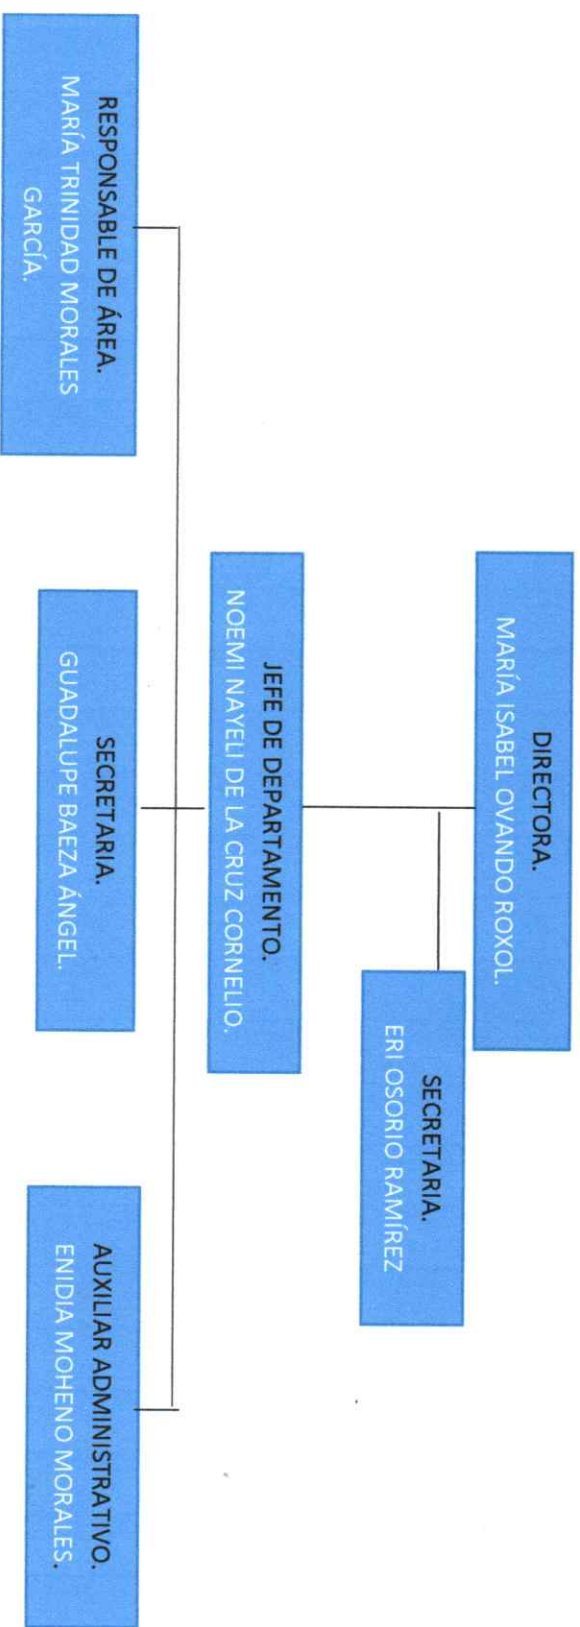 DIRECTORA.
MARÍA ISABEL OVANDO ROXOL.
SECRETARIA.
ERI OSORIO RAMÍREZ
JEFE DE DEPARTAMENTO.
NOEMI NAYELI DE LA CRUZ CORNELIO.
RESPONSABLE DE ÁREA.
MARÍA TRINIDAD MORALES
GARCÍA.
SECRETARIA.
GUADALUPE BAEZA ÁNGEL.
AUXILIAR ADMINISTRATIVO.
ENIDIA MOHENO MORALES.